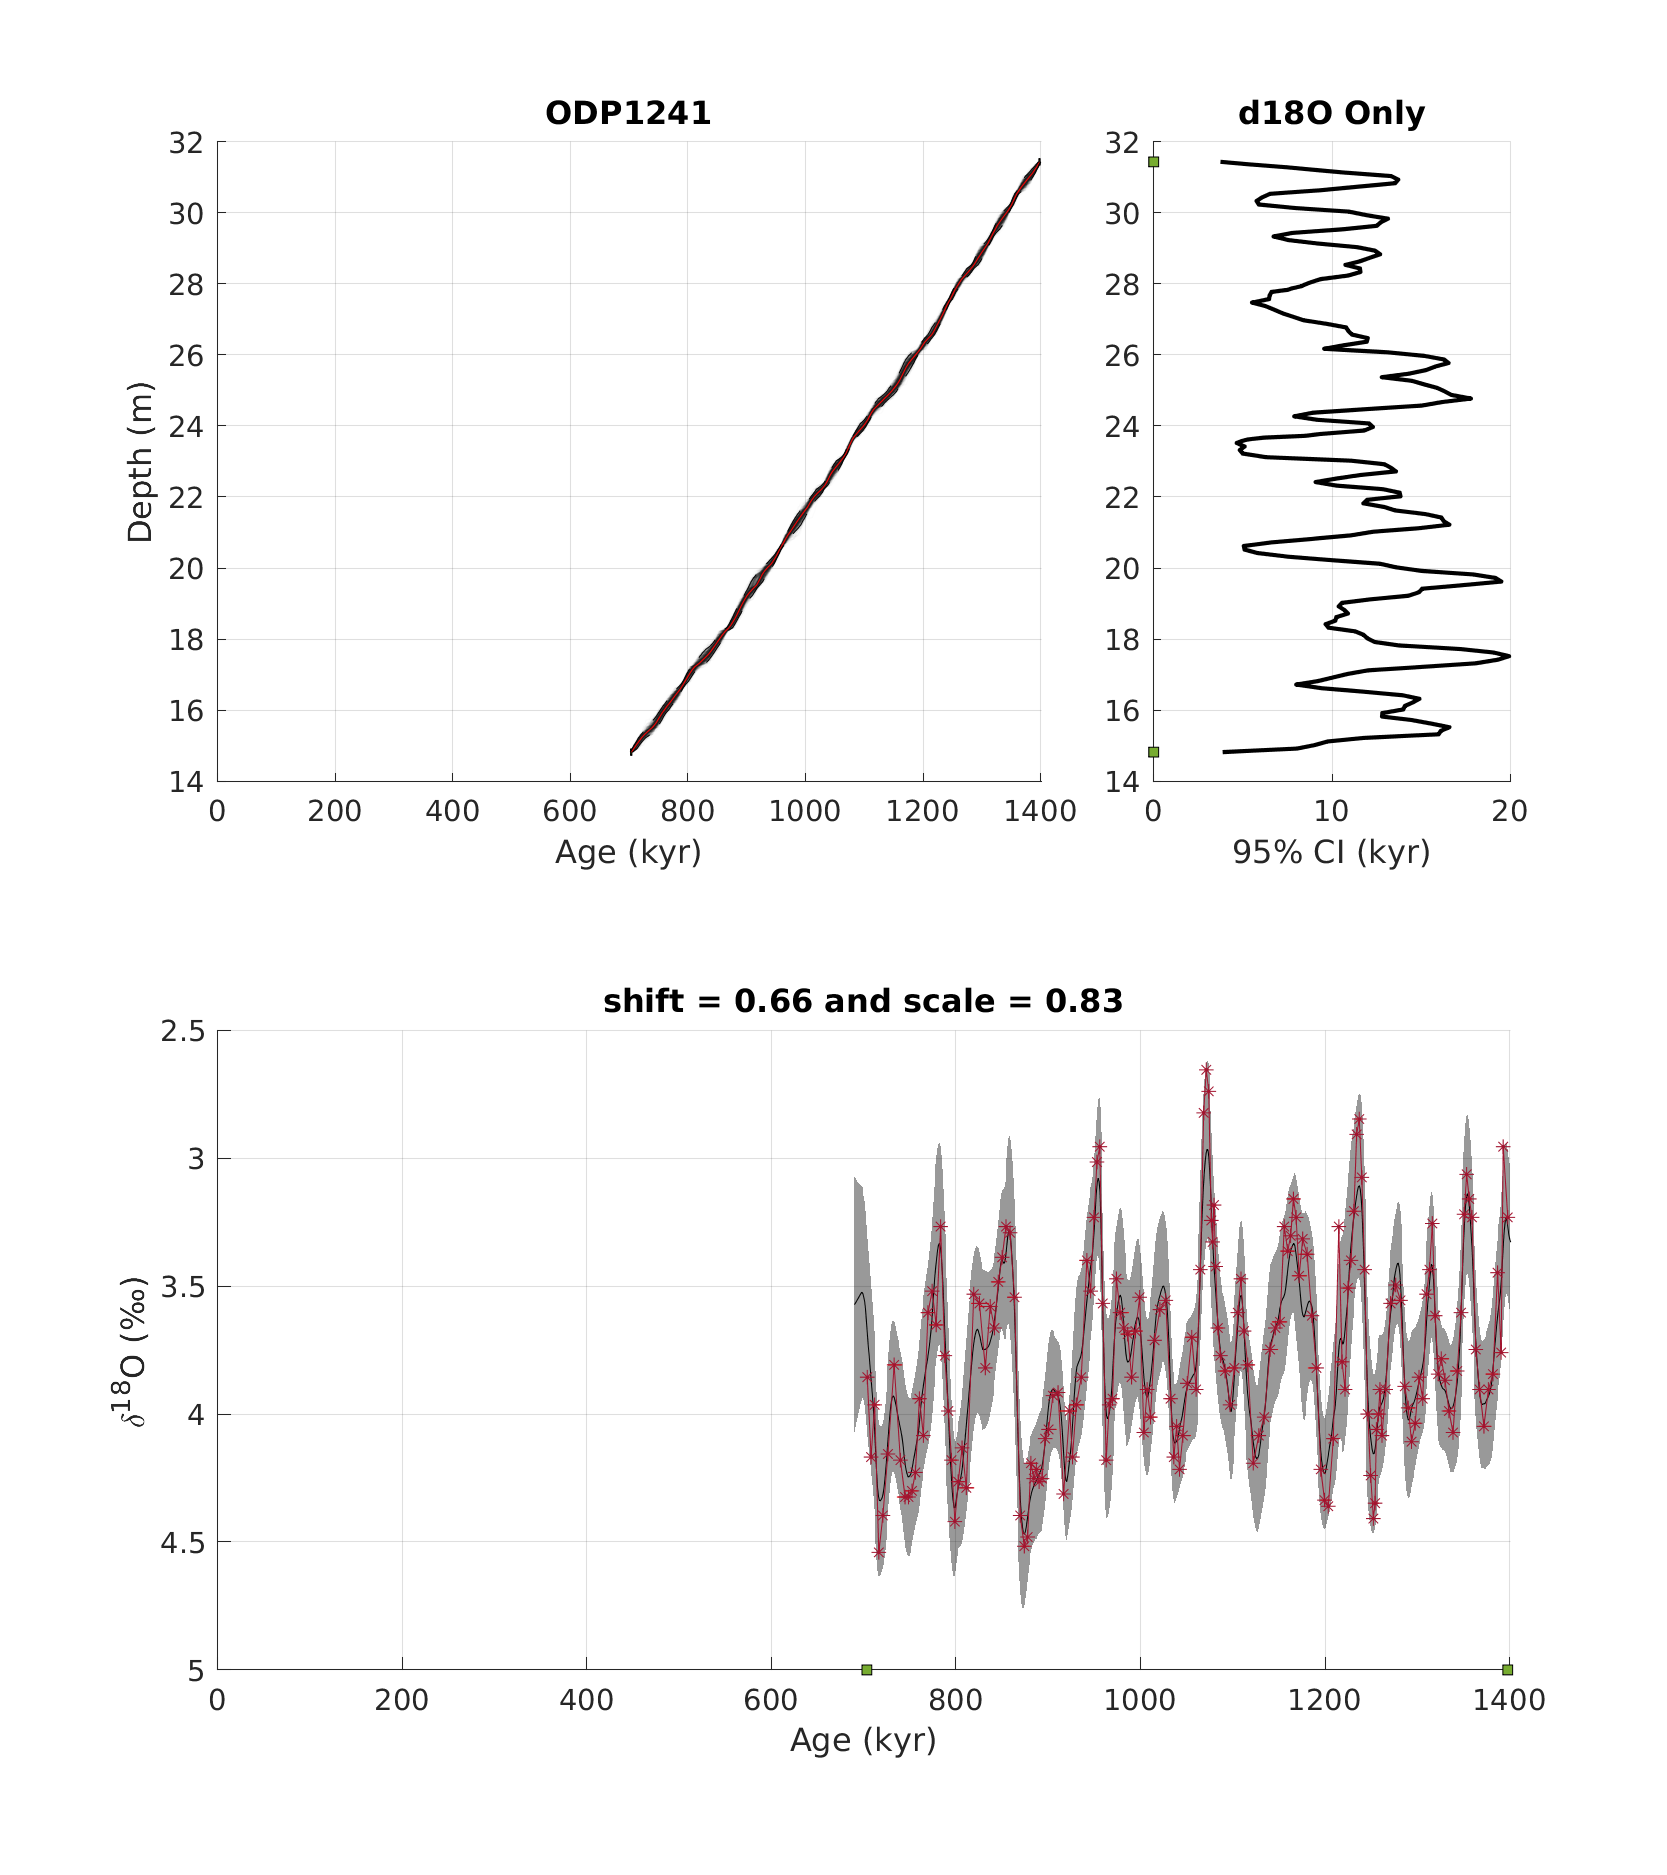 ODP1241
32
30
28
26
24
22
20
18
16
14
Depth (m)
0 200 400 600 800 1000 1200 1400
Age (kyr)
d18O Only
32
30
28
26
24
22
20
18
16
14
0 10 20
95% CI (kyr)
shift = 0.66 and scale = 0.83
2.5
3
3.5
4
4.5
5
δ18O (‰)
0 200 400 600 800 1000 1200 1400
Age (kyr)